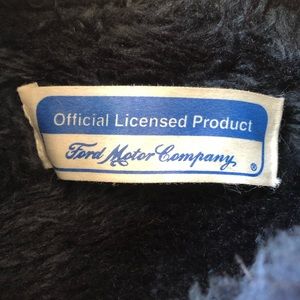 Official Licensed Product
Ford Motor Company
®